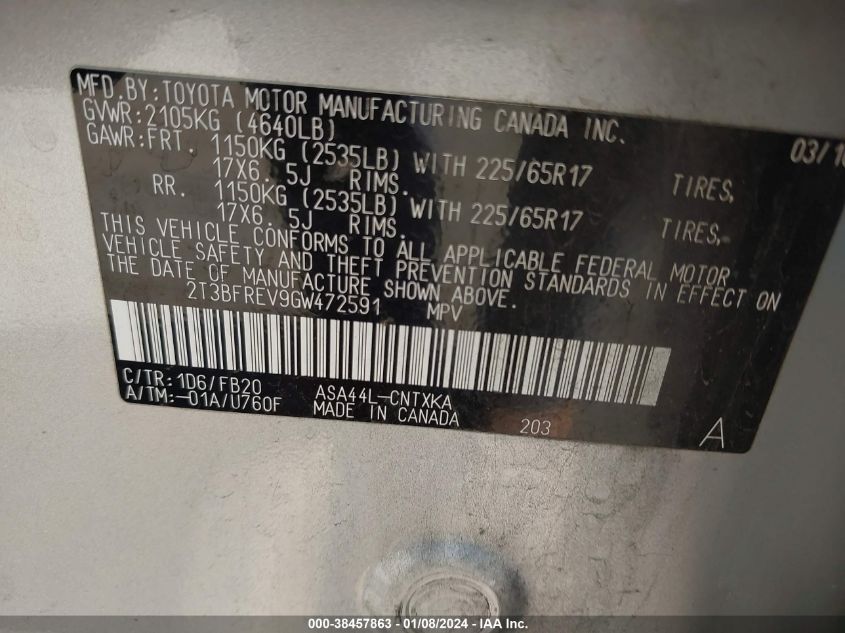 MFD.BY:TOYOTA MOTOR MANUFACTURING CANADA INC.
GVWR:2105KG (4640LB) 03/1
GAWR:FRT. 1150KG (2535LB) WITH 225/65R17 TIRES,
17X6. 5J RIMS.
RR. 1150KG (2535LB) WITH 225/65R17 TIRES,
17X6. 5J RIMS.
THIS VEHICLE CONFORMS TO ALL APPLICABLE FEDERAL MOTOR
VEHICLE SAFETY AND THEFT PREVENTION STANDARDS IN EFFECT ON
THE DATE OF MANUFACTURE SHOWN ABOVE.
2T3BFREV9GW472591 MPV
C/TR:1D6/FB20 ASA44L-CNTXKA
A/TM:-01A/U760F MADE IN CANADA 203 A
000-38457863 - 01/08/2024 - IAA Inc.